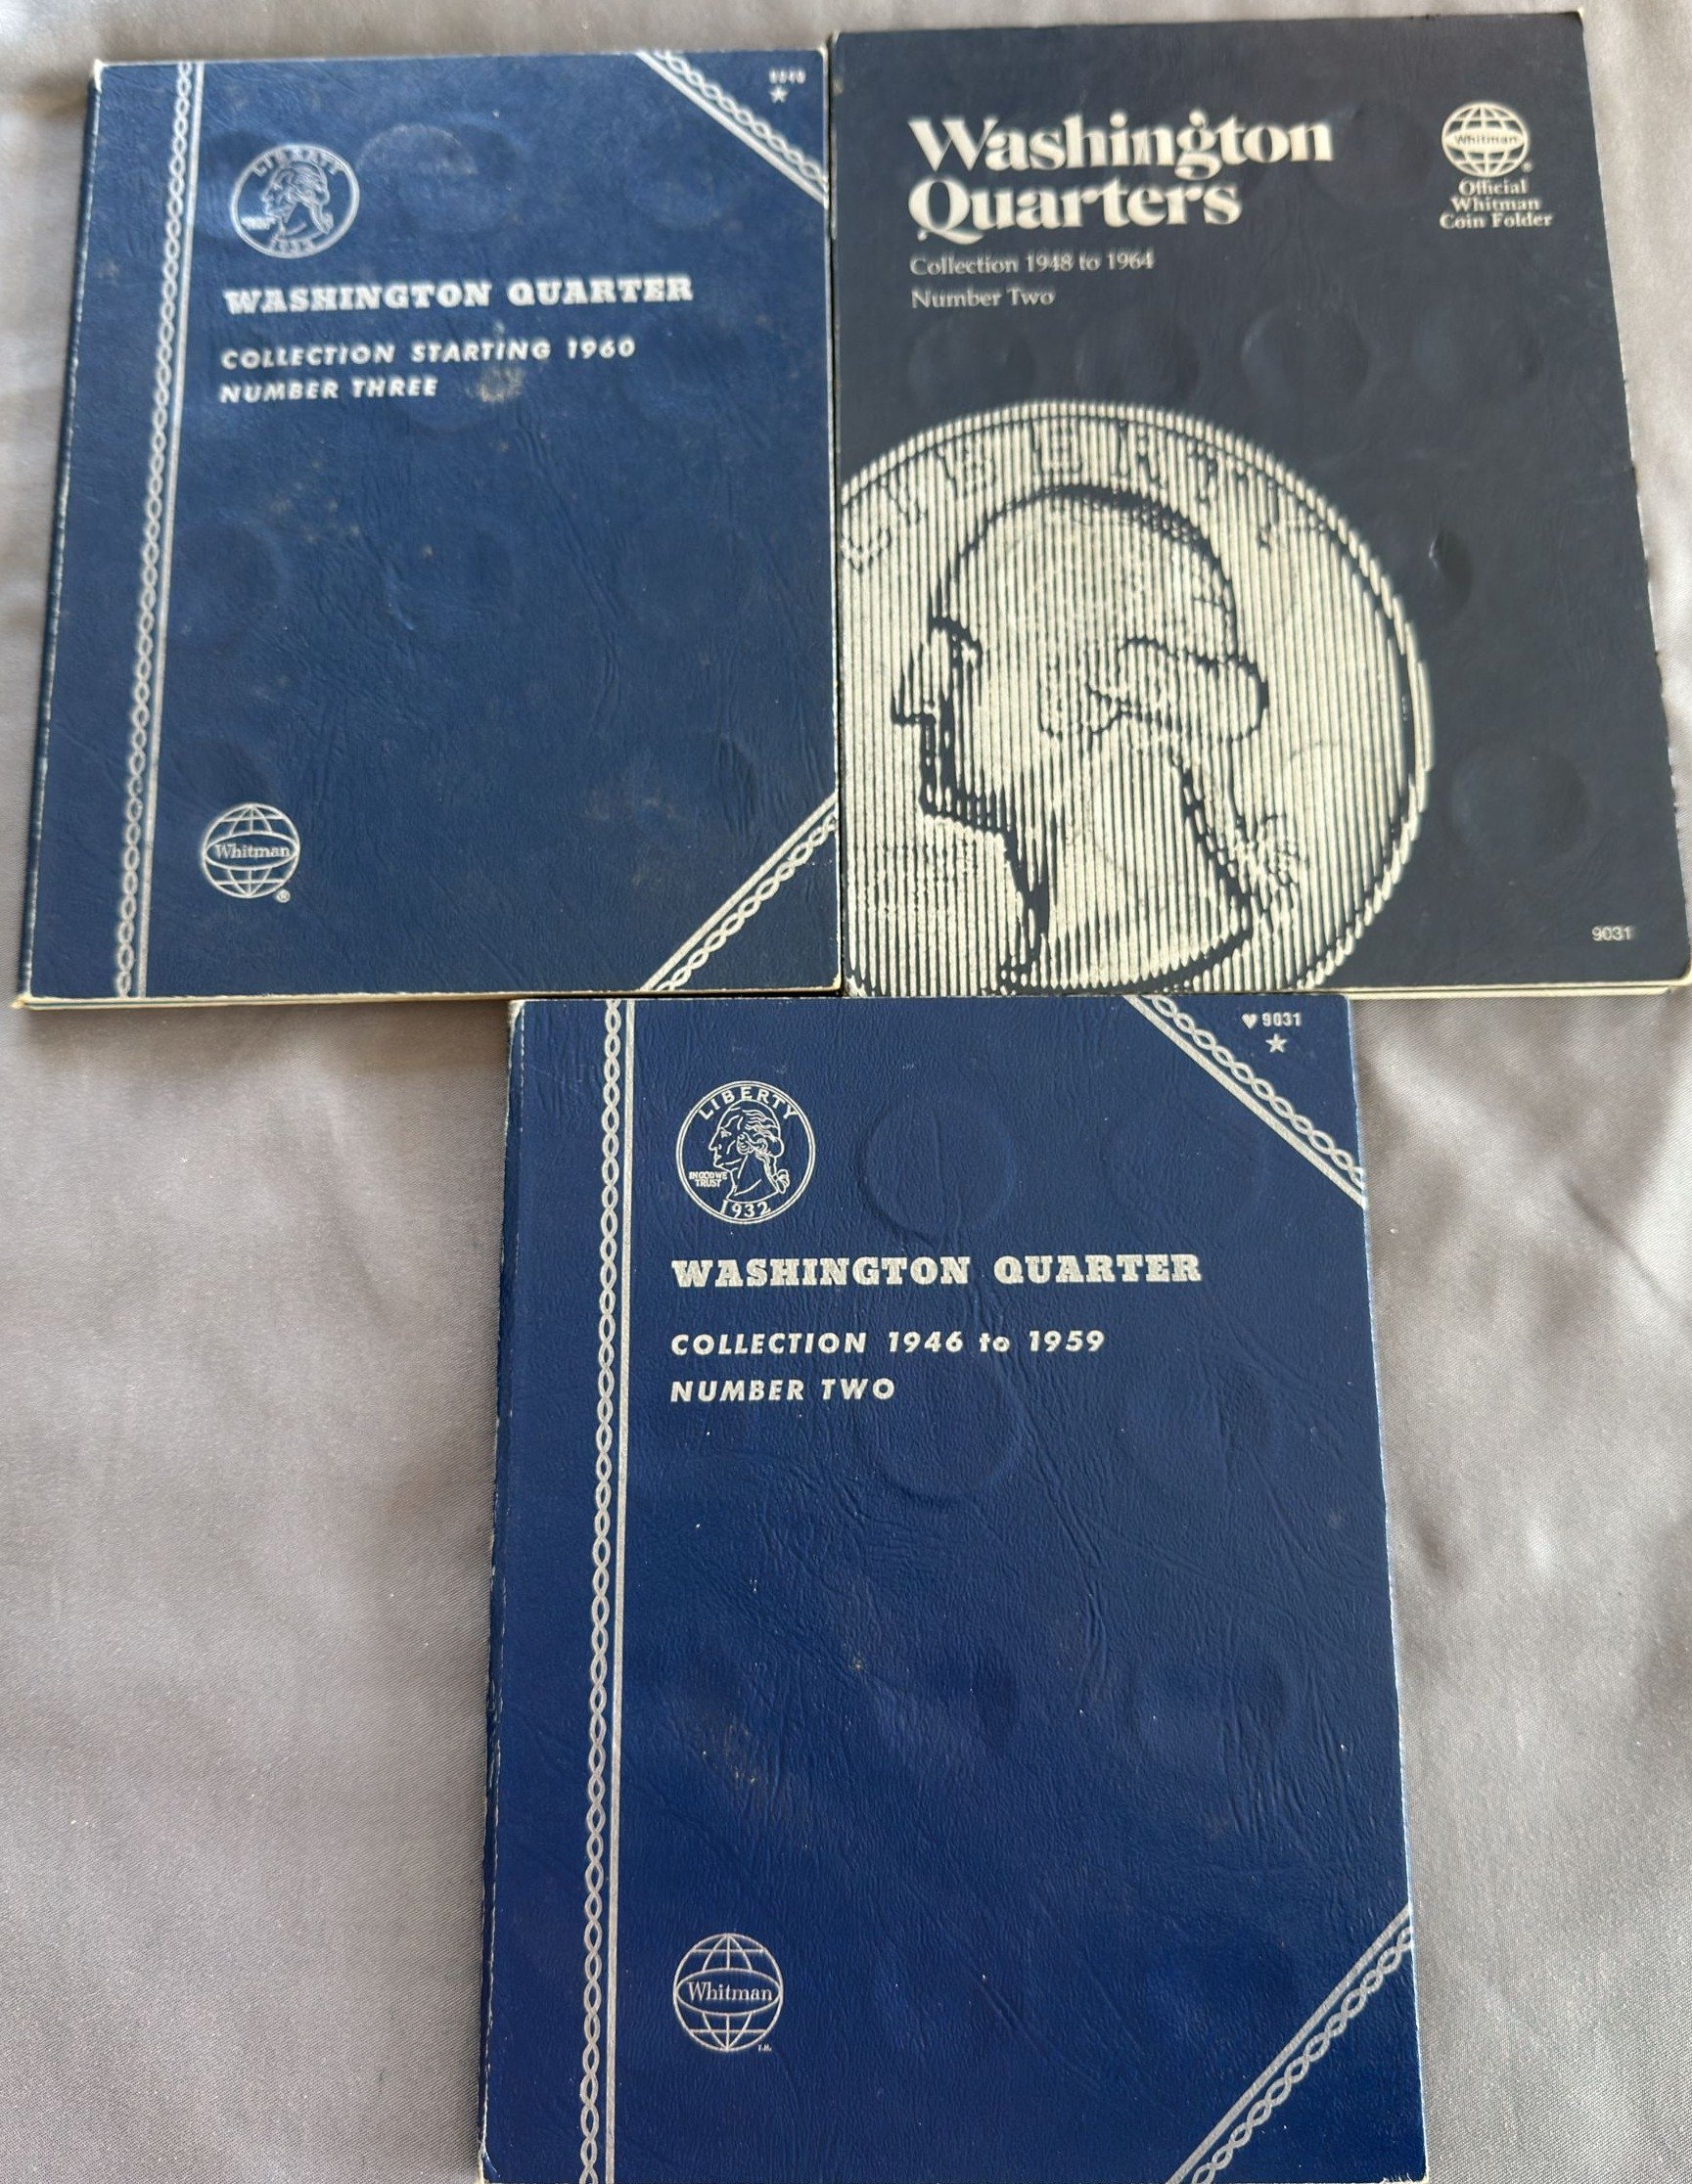 ★
LIBERTY
WASHINGTON QUARTER
COLLECTION STARTING 1960
NUMBER THREE
Whitman
®
Washington
Quarters
Collection 1948 to 1964
Number Two
Whitman
®
Official
Whitman
Coin Folder
LIBERTY
9031
♥ 9031
★
LIBERTY
IN GOD WE
TRUST
1932
WASHINGTON QUARTER
COLLECTION 1946 to 1959
NUMBER TWO
Whitman
T.M.